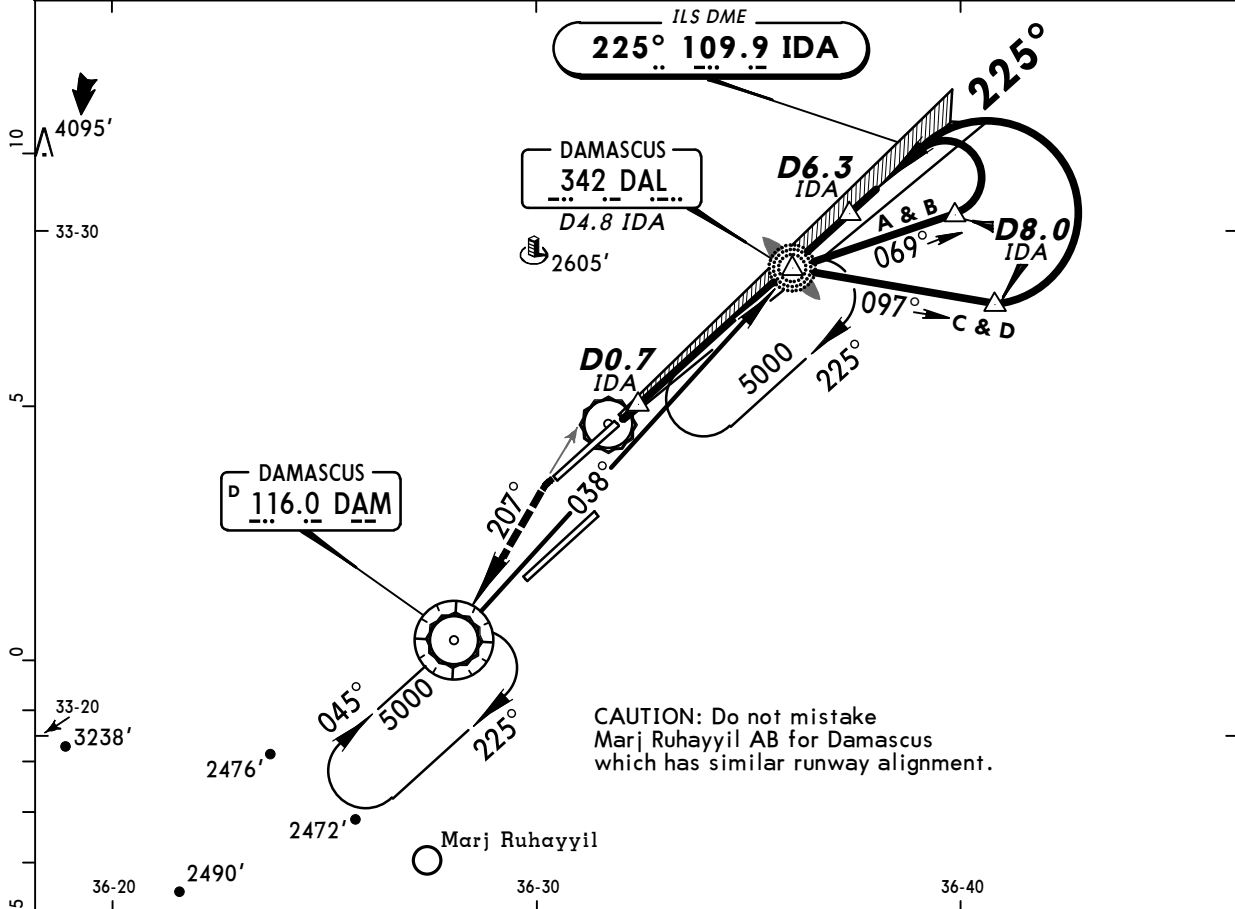 ILS DME
225° 109.9 IDA
225°
4095'
10
DAMASCUS
342 DAL
D4.8 IDA
D6.3
IDA
A & B
069°
D8.0
IDA
33-30
2605'
097°
C & D
5000
225°
D0.7
IDA
5
DAMASCUS
D 116.0 DAM
207°
038°
0
045°
5000
225°
33-20
3238'
2476'
CAUTION: Do not mistake
Marj Ruhayyil AB for Damascus
which has similar runway alignment.
2472'
Marj Ruhayyil
2490'
36-20
36-30
36-40
5